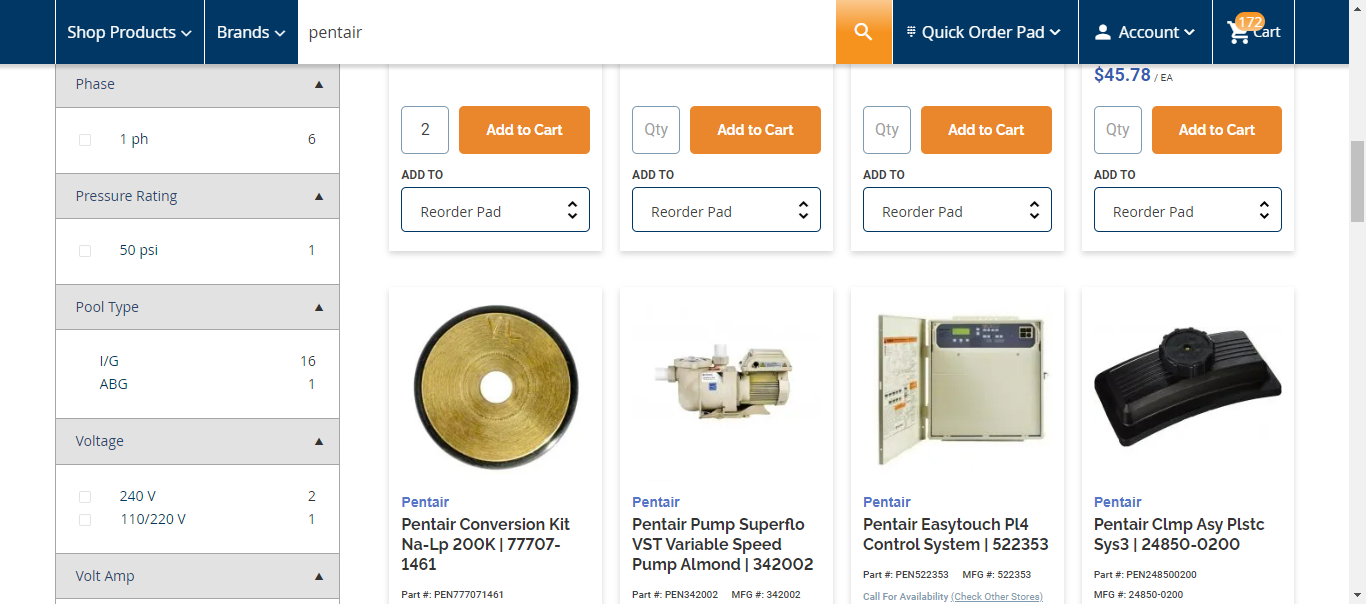 Shop Products
Brands
pentair
Quick Order Pad
Account
172
Cart
Phase
1 ph 6
Pressure Rating
50 psi 1
Pool Type
I/G 16
ABG 1
Voltage
240 V 2
110/220 V 1
Volt Amp
$45.78 / EA
2 Add to Cart
Qty Add to Cart
Qty Add to Cart
Qty Add to Cart
ADD TO
ADD TO
ADD TO
ADD TO
Reorder Pad
Reorder Pad
Reorder Pad
Reorder Pad
VL
Pentair
Pentair Conversion Kit
Na-Lp 200K | 77707-
1461
Part #: PEN777071461
Pentair
Pentair Pump Superflo
VST Variable Speed
Pump Almond | 342002
Part #: PEN342002 MFG #: 342002
Pentair
Pentair Easytouch Pl4
Control System | 522353
Part #: PEN522353 MFG #: 522353
Call For Availability (Check Other Stores)
Pentair
Pentair Clmp Asy Plstc
Sys3 | 24850-0200
Part #: PEN248500200
MFG #: 24850-0200